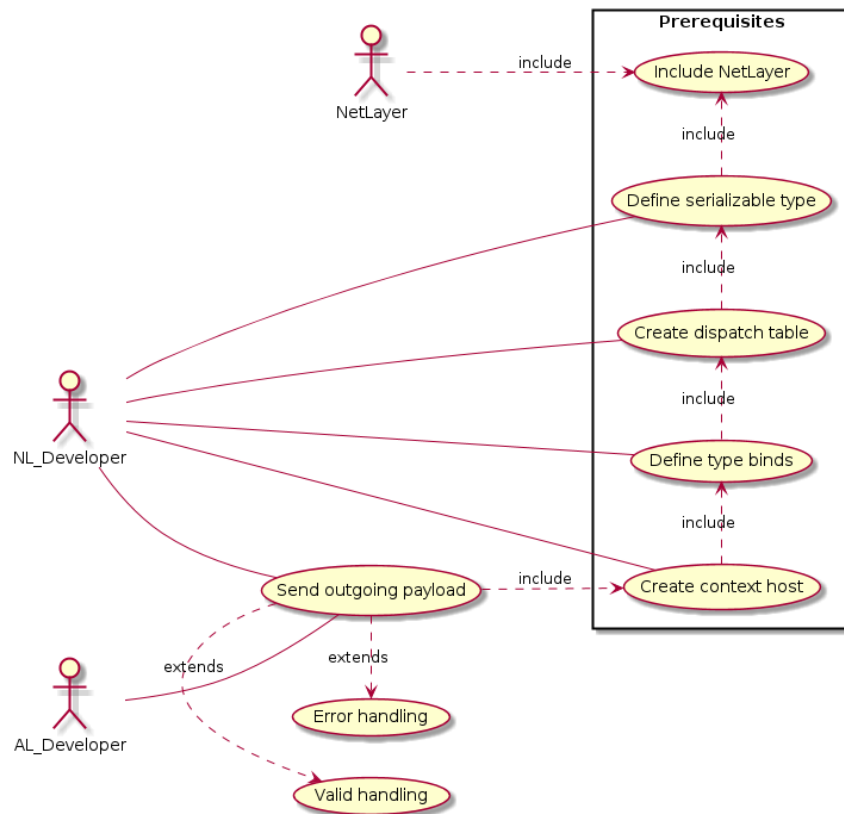 Prerequisites
NetLayer
include
Include NetLayer
include
Define serializable type
include
Create dispatch table
include
NL_Developer
Define type binds
include
Send outgoing payload
include
Create context host
extends
extends
AL_Developer
Error handling
Valid handling